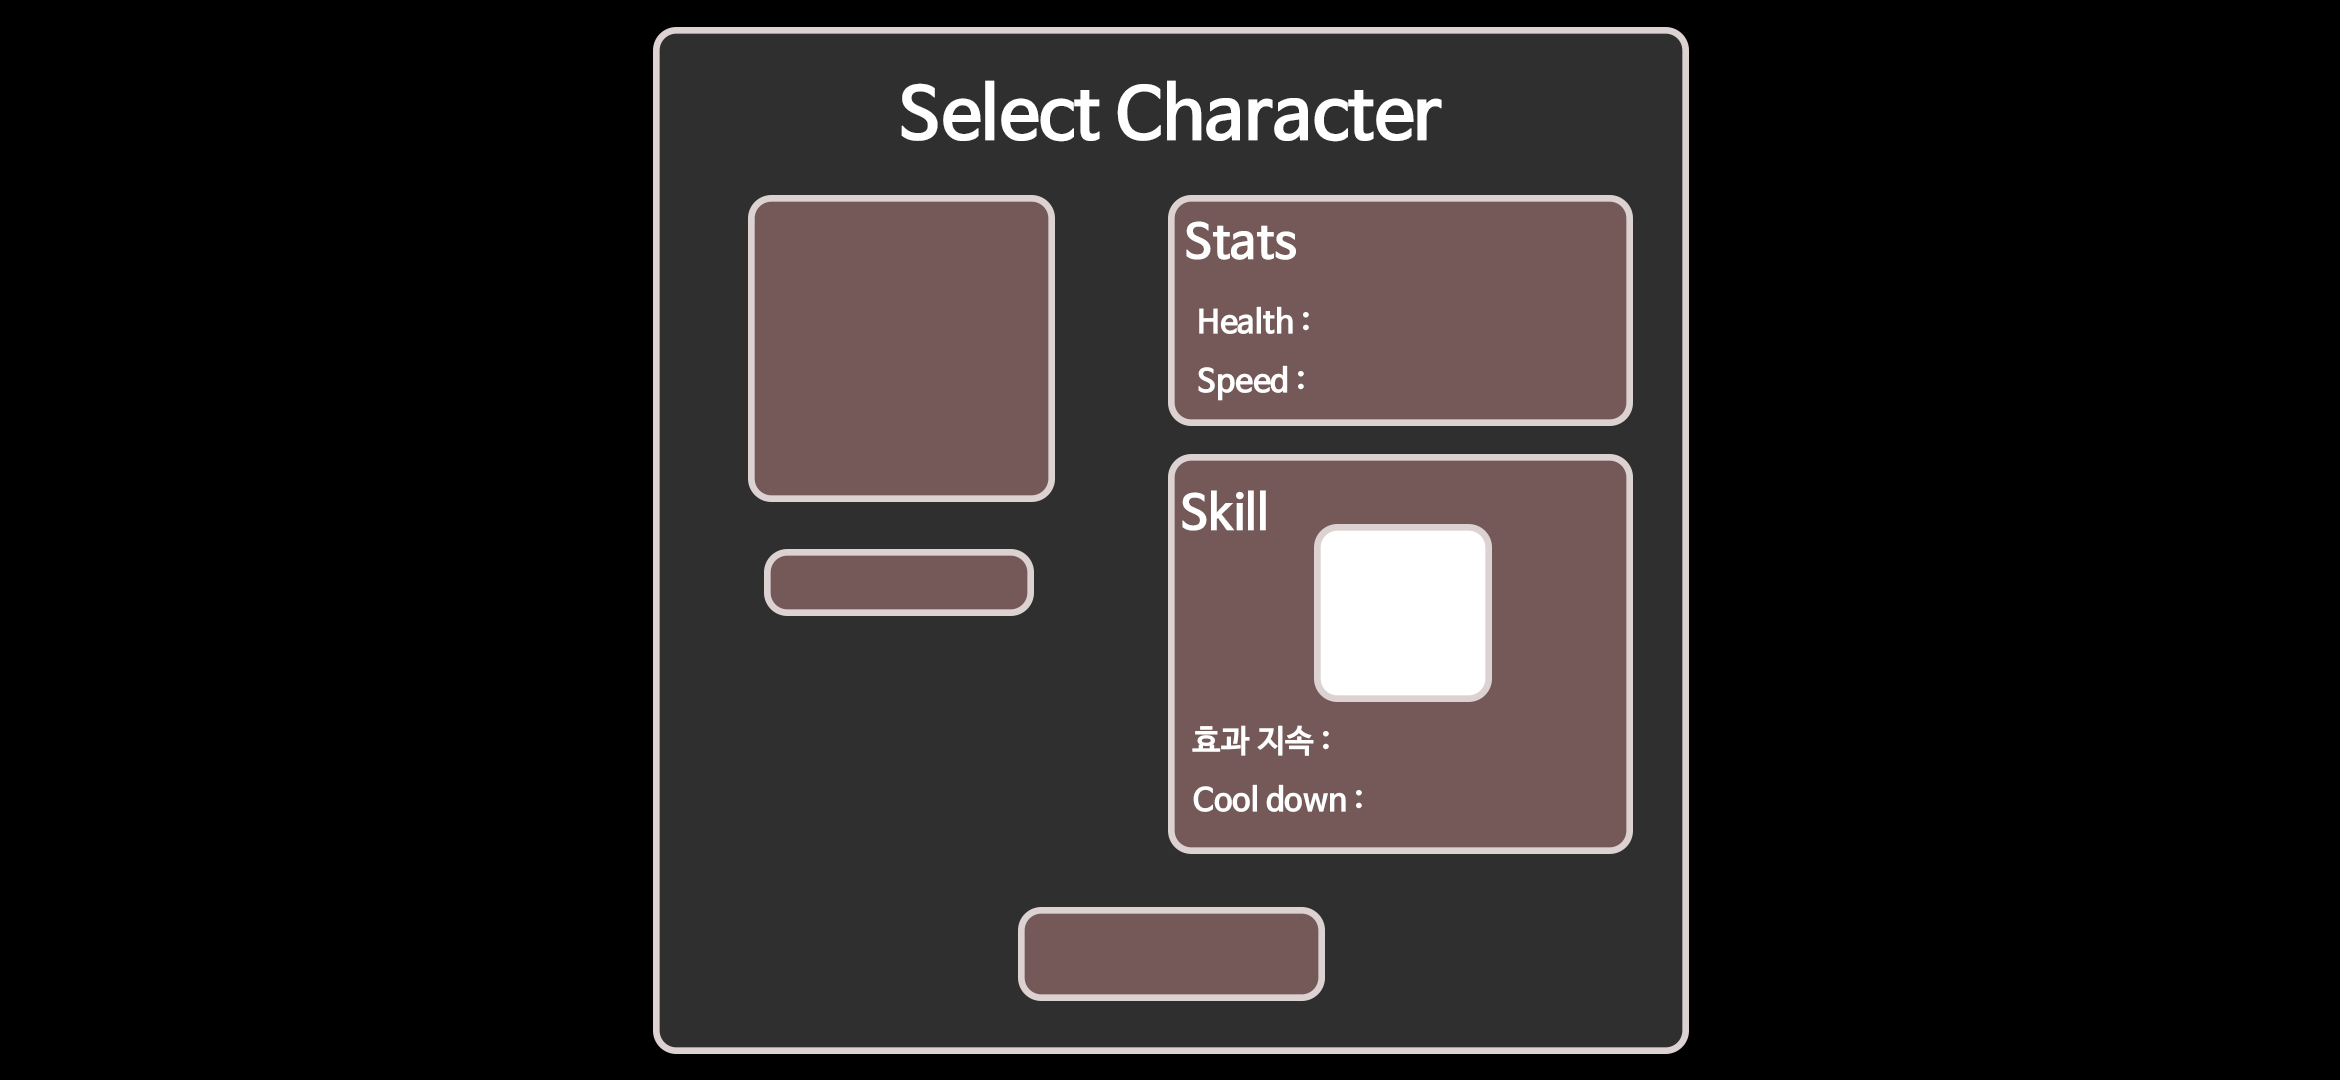 Select Character
Stats
Health :
Speed :
Skill
효과 지속 :
Cool down :